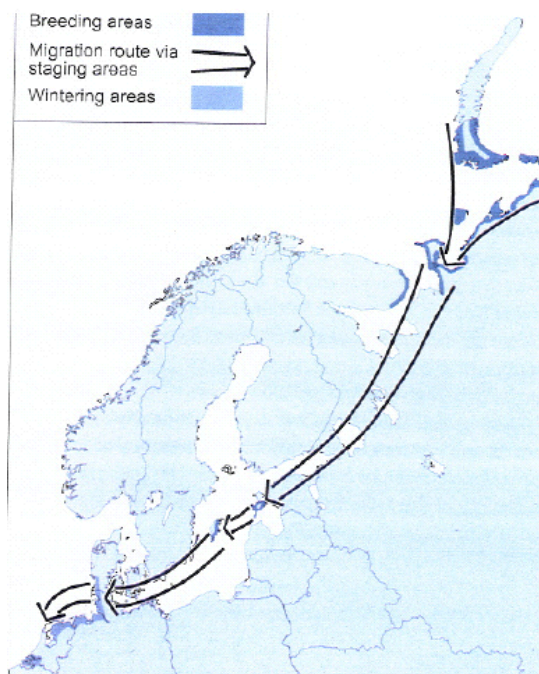 Breeding areas
Migration route via
staging areas
Wintering areas